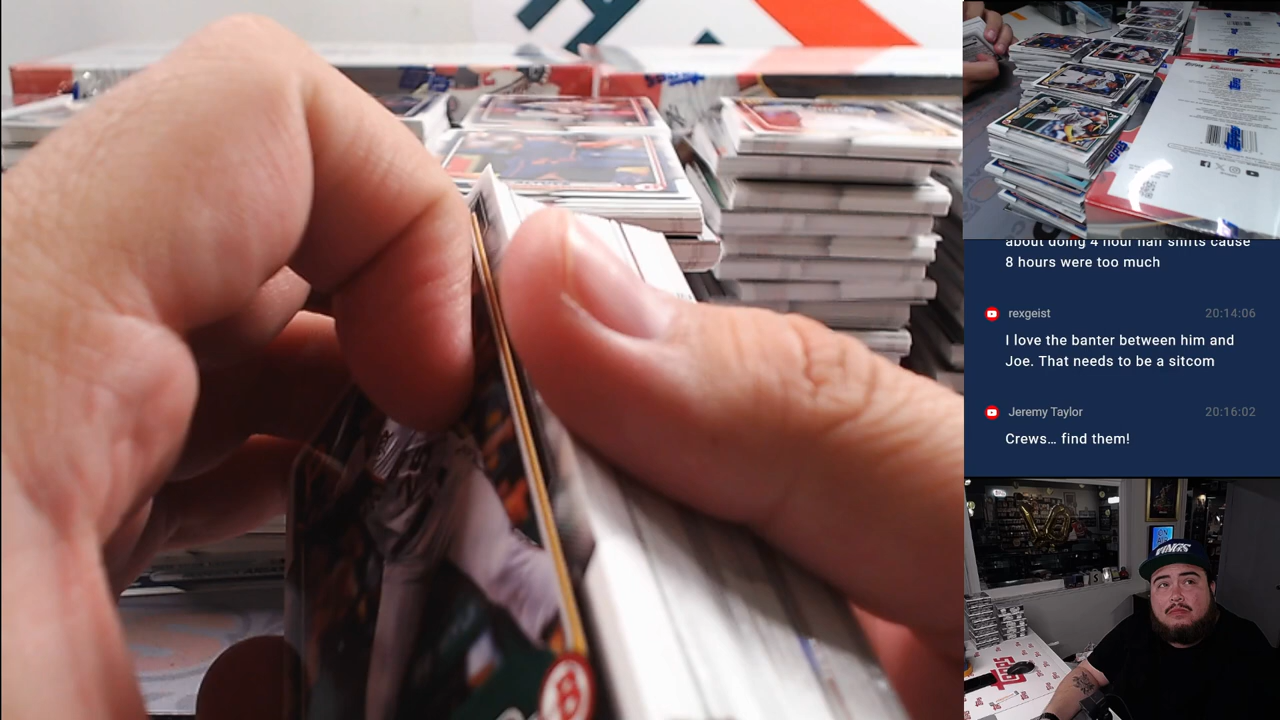 about doing 4 hour half shifts cause
8 hours were too much
rexgeist 20:14:06
I love the banter between him and
Joe. That needs to be a sitcom
Jeremy Taylor 20:16:02
Crews... find them!
KINGS